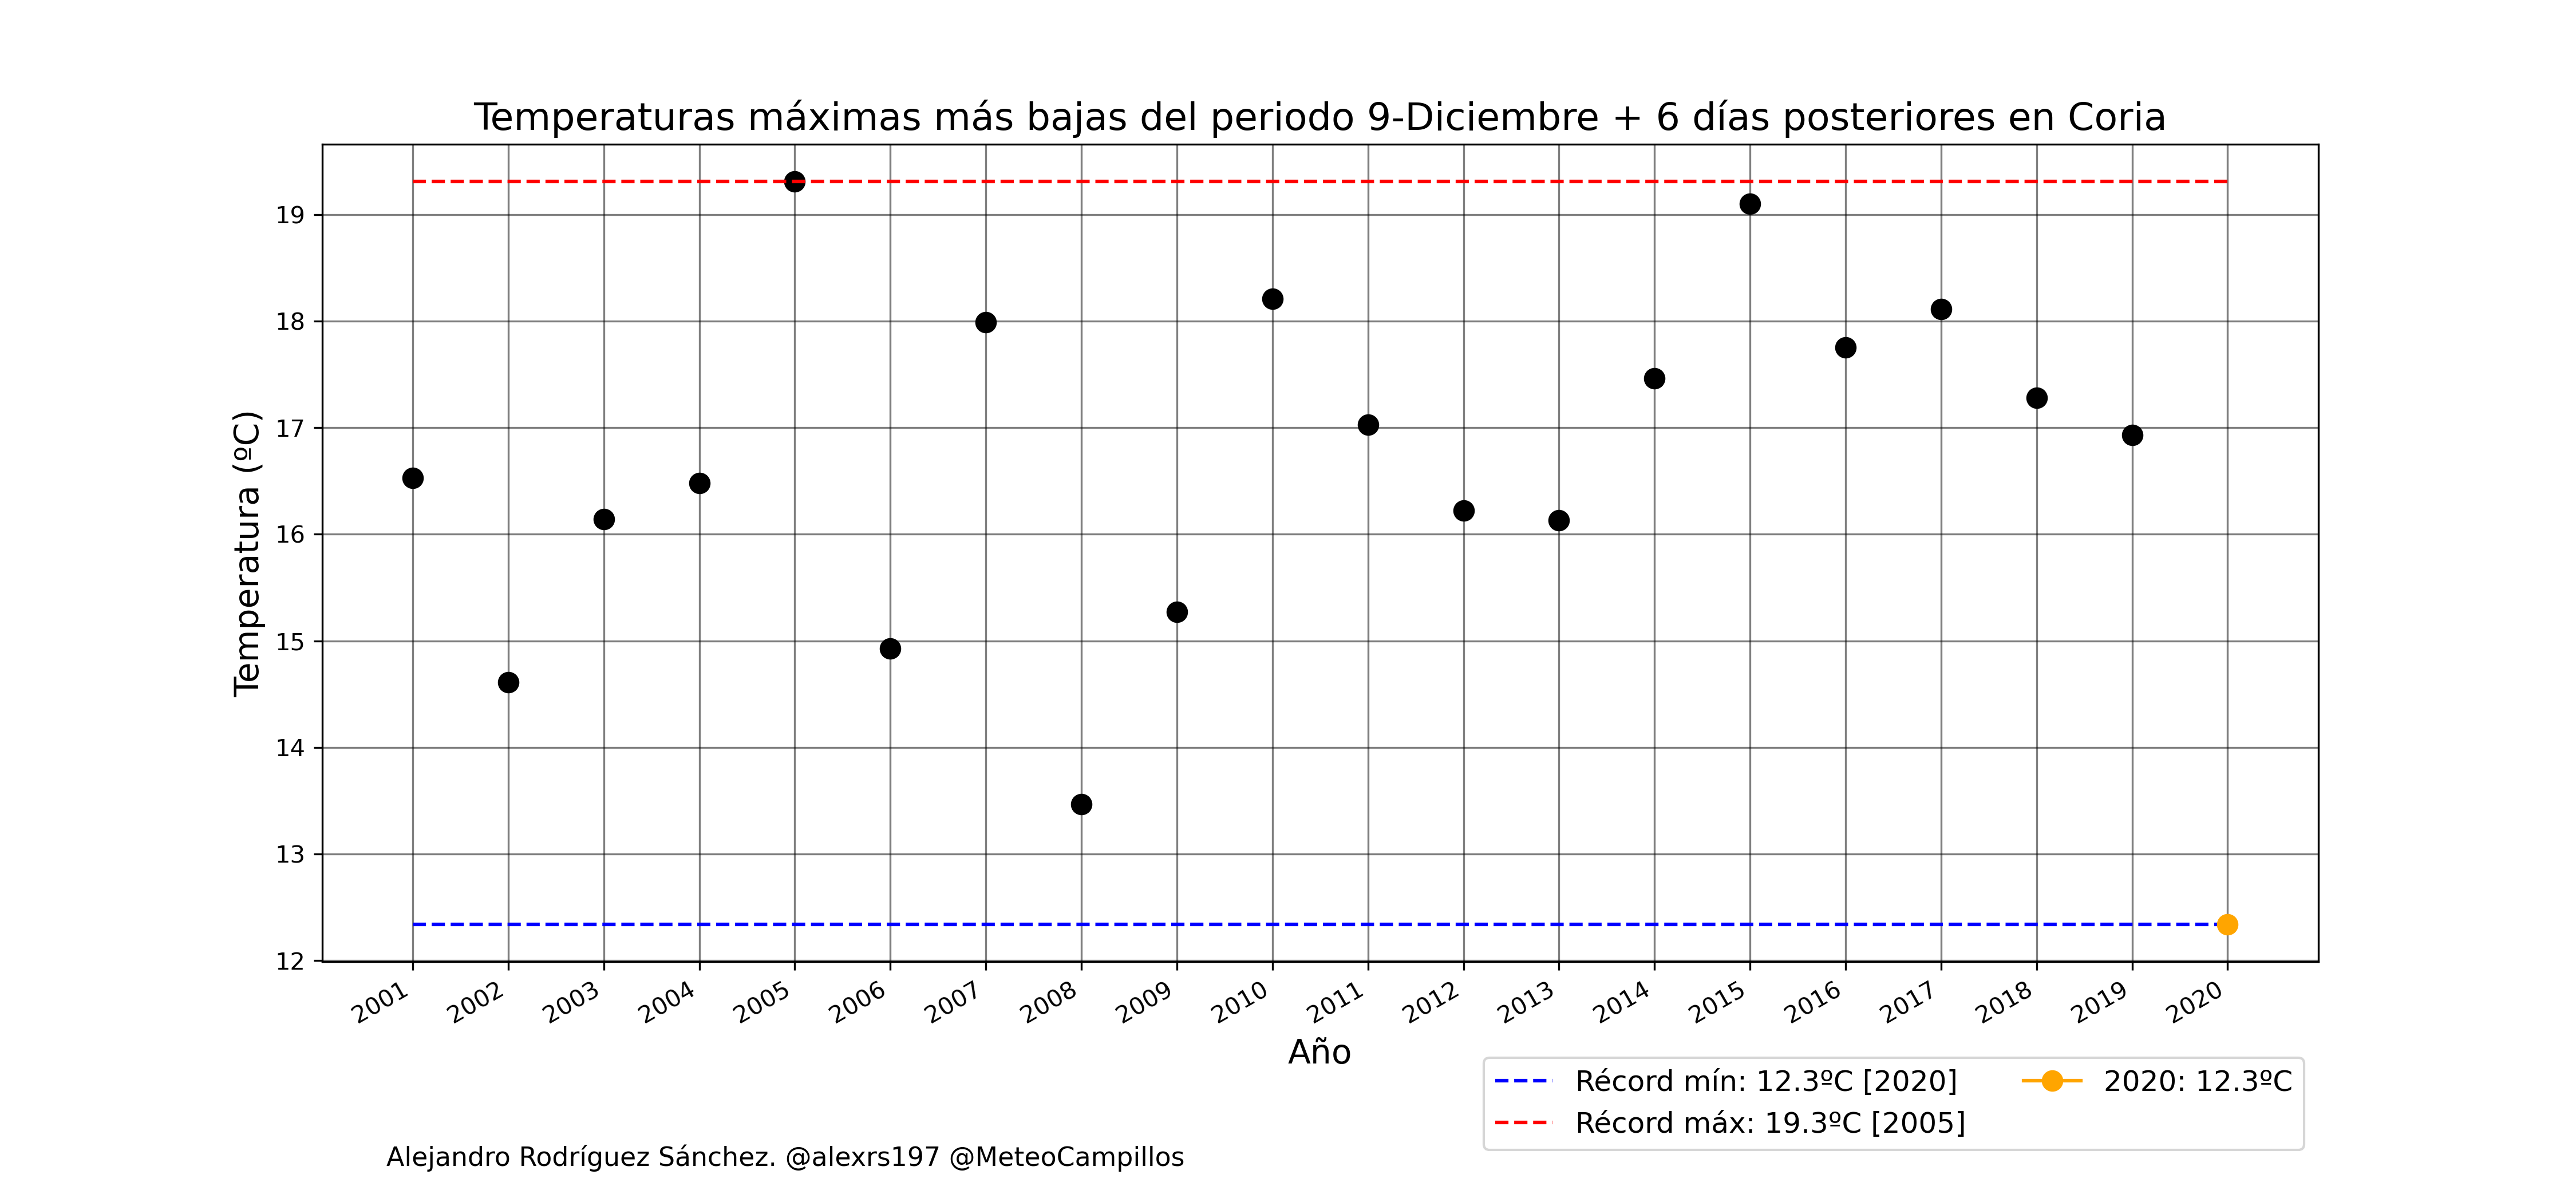 Temperaturas máximas más bajas del periodo 9-Diciembre + 6 días posteriores en Coria
Temperatura (ºC)
19
18
17
16
15
14
13
12
2001 2002 2003 2004 2005 2006 2007 2008 2009 2010 2011 2012 2013 2014 2015 2016 2017 2018 2019 2020
Año
Récord mín: 12.3ºC [2020]
Récord máx: 19.3ºC [2005]
2020: 12.3ºC
Alejandro Rodríguez Sánchez. @alexrs197 @MeteoCampillos